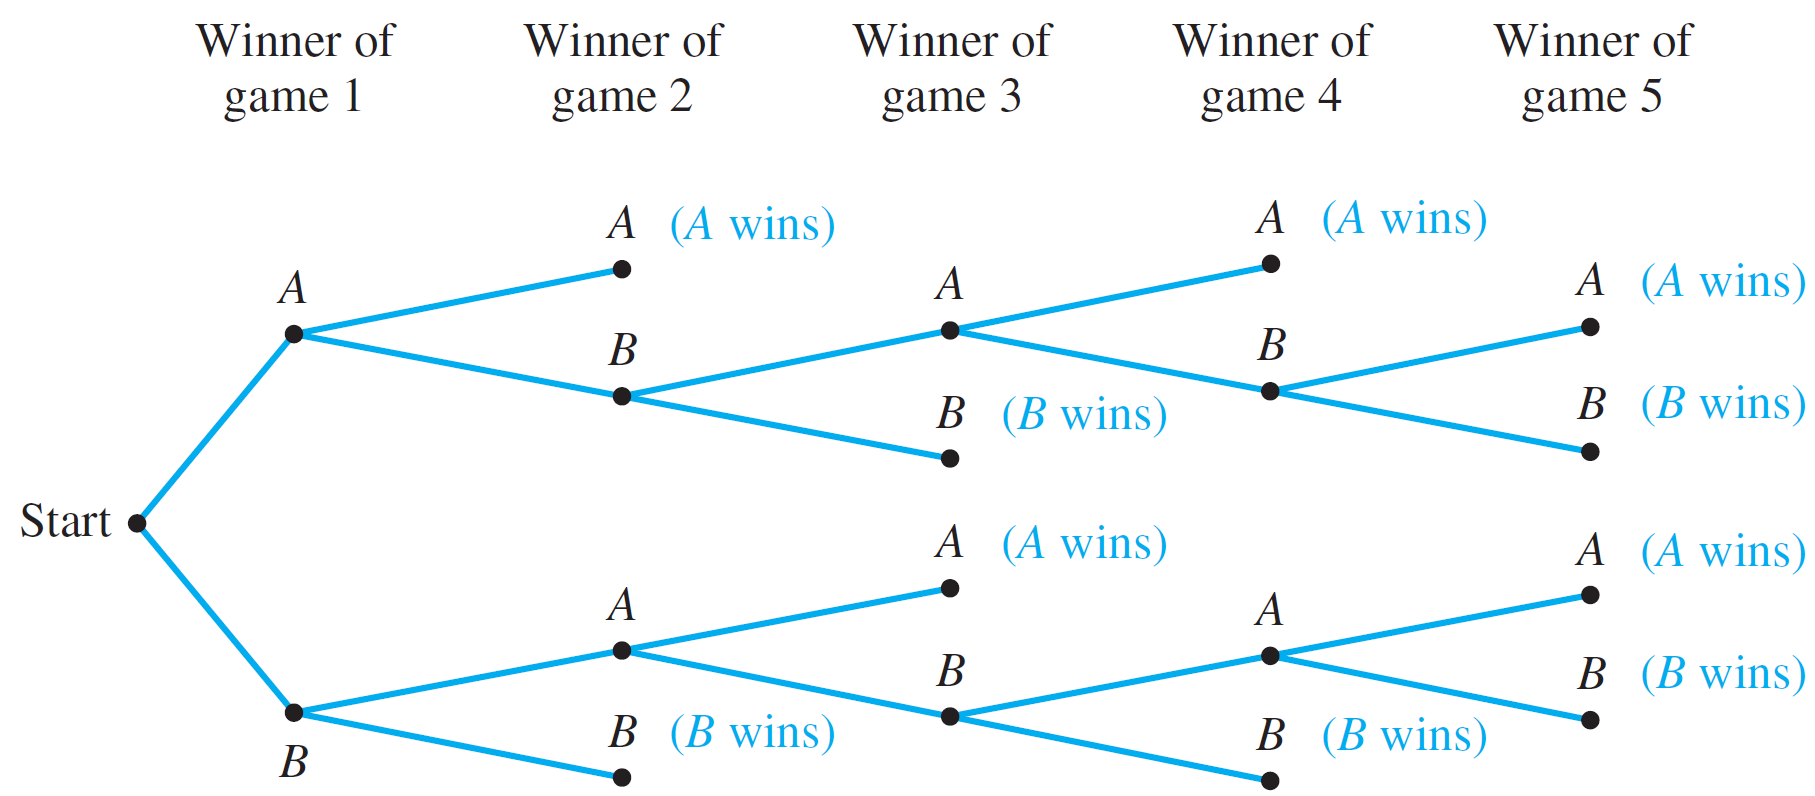 Winner of Winner of Winner of Winner of Winner of
game 1 game 2 game 3 game 4 game 5
A (A wins) A (A wins)
A A A (A wins)
B B
B (B wins) B (B wins)
Start
A (A wins) A (A wins)
A A
B B (B wins)
B (B wins) B (B wins)
B